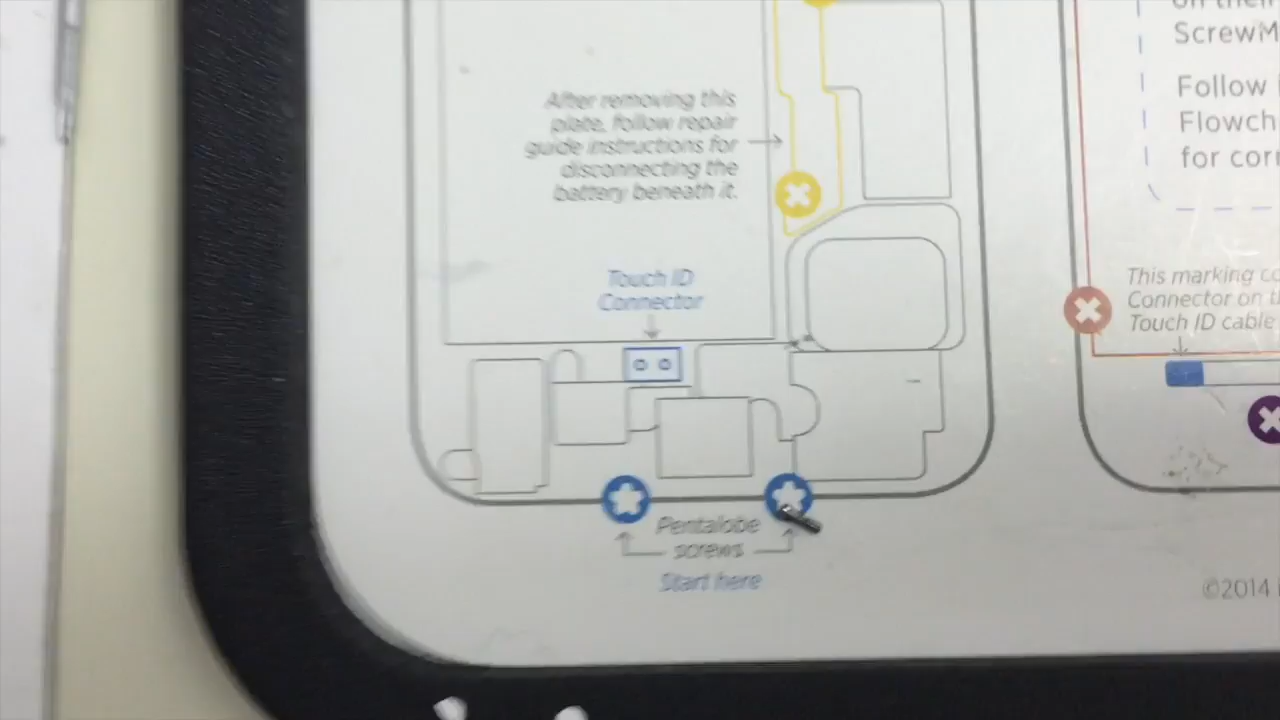 After removing this
plate, follow repair
guide instructions for
disconnecting the
battery beneath it.
Touch ID
Connector
Pentalobe
screws
Start here
ScrewM
Follow
Flowch
for corr
This marking co
Connector on t
Touch ID cable
©2014